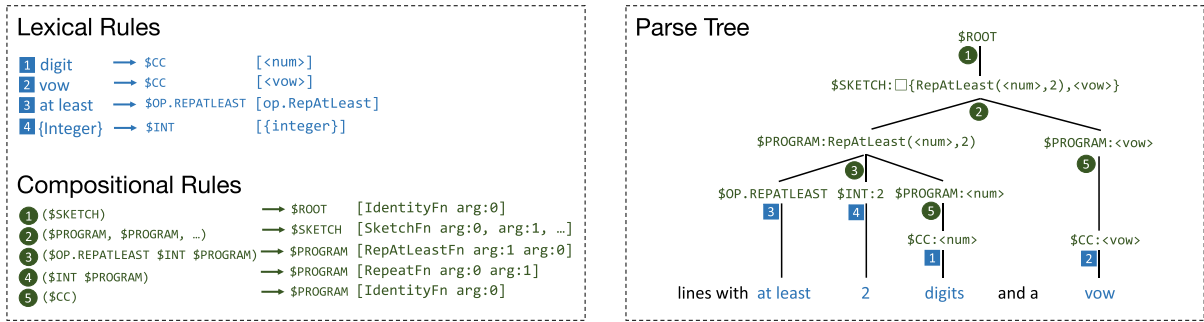 Lexical Rules
1 digit → $CC [<num>]
2 vow → $CC [<vow>]
3 at least → $OP.REPATLEAST [op.RepAtLeast]
4 {Integer} → $INT [{integer}]
Compositional Rules
1 ($SKETCH) → $ROOT [IdentityFn arg:0]
2 ($PROGRAM, $PROGRAM, …) → $SKETCH [SketchFn arg:0, arg:1, …]
3 ($OP.REPATLEAST $INT $PROGRAM) → $PROGRAM [RepAtLeastFn arg:1 arg:0]
4 ($INT $PROGRAM) → $PROGRAM [RepeatFn arg:0 arg:1]
5 ($CC) → $PROGRAM [IdentityFn arg:0]
Parse Tree
$ROOT
1
$SKETCH:□{RepAtLeast(<num>,2),<vow>}
2
$PROGRAM:RepAtLeast(<num>,2) $PROGRAM:<vow>
3 5
$OP.REPATLEAST $INT:2 $PROGRAM:<num>
3 4 5
$CC:<num> $CC:<vow>
1 2
lines with at least 2 digits and a vow